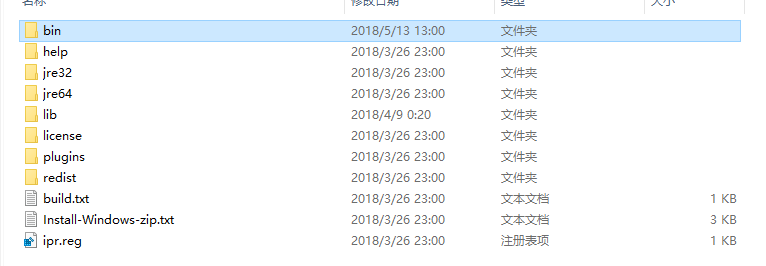 名称 修改日期 类型 大小
bin 2018/5/13 13:00 文件夹
help 2018/3/26 23:00 文件夹
jre32 2018/3/26 23:00 文件夹
jre64 2018/3/26 23:00 文件夹
lib 2018/4/9 0:20 文件夹
license 2018/3/26 23:00 文件夹
plugins 2018/3/26 23:00 文件夹
redist 2018/3/26 23:00 文件夹
build.txt 2018/3/26 23:00 文本文档 1 KB
Install-Windows-zip.txt 2018/3/26 23:00 文本文档 3 KB
ipr.reg 2018/3/26 23:00 注册表项 1 KB